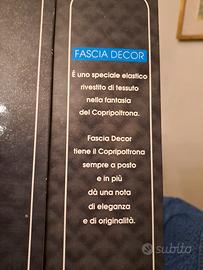 FASCIA DECOR
È uno speciale elastico
rivestito di tessuto
nella fantasia
del Copripoltrona.
Fascia Decor
tiene il Copripoltrona
sempre a posto
e in più
dà una nota
di eleganza
e di originalità.
subito